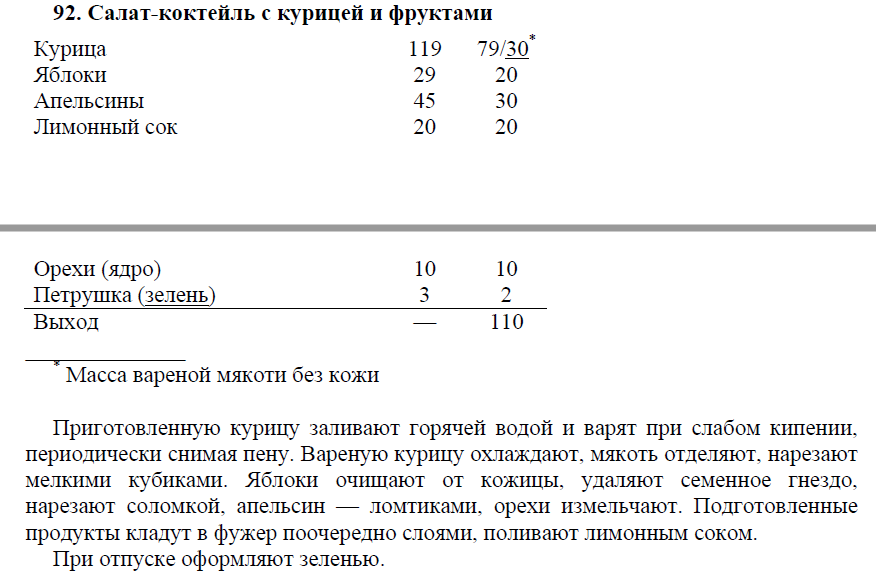 92. Салат-коктейль с курицей и фруктами
Курица 119 79/30*
Яблоки 29 20
Апельсины 45 30
Лимонный сок 20 20
Орехи (ядро) 10 10
Петрушка (зелень) 3 2
Выход — 110
* Масса вареной мякоти без кожи
Приготовленную курицу заливают горячей водой и варят при слабом кипении,
периодически снимая пену. Вареную курицу охлаждают, мякоть отделяют, нарезают
мелкими кубиками. Яблоки очищают от кожицы, удаляют семенное гнездо,
нарезают соломкой, апельсин — ломтиками, орехи измельчают. Подготовленные
продукты кладут в фужер поочередно слоями, поливают лимонным соком.
При отпуске оформляют зеленью.